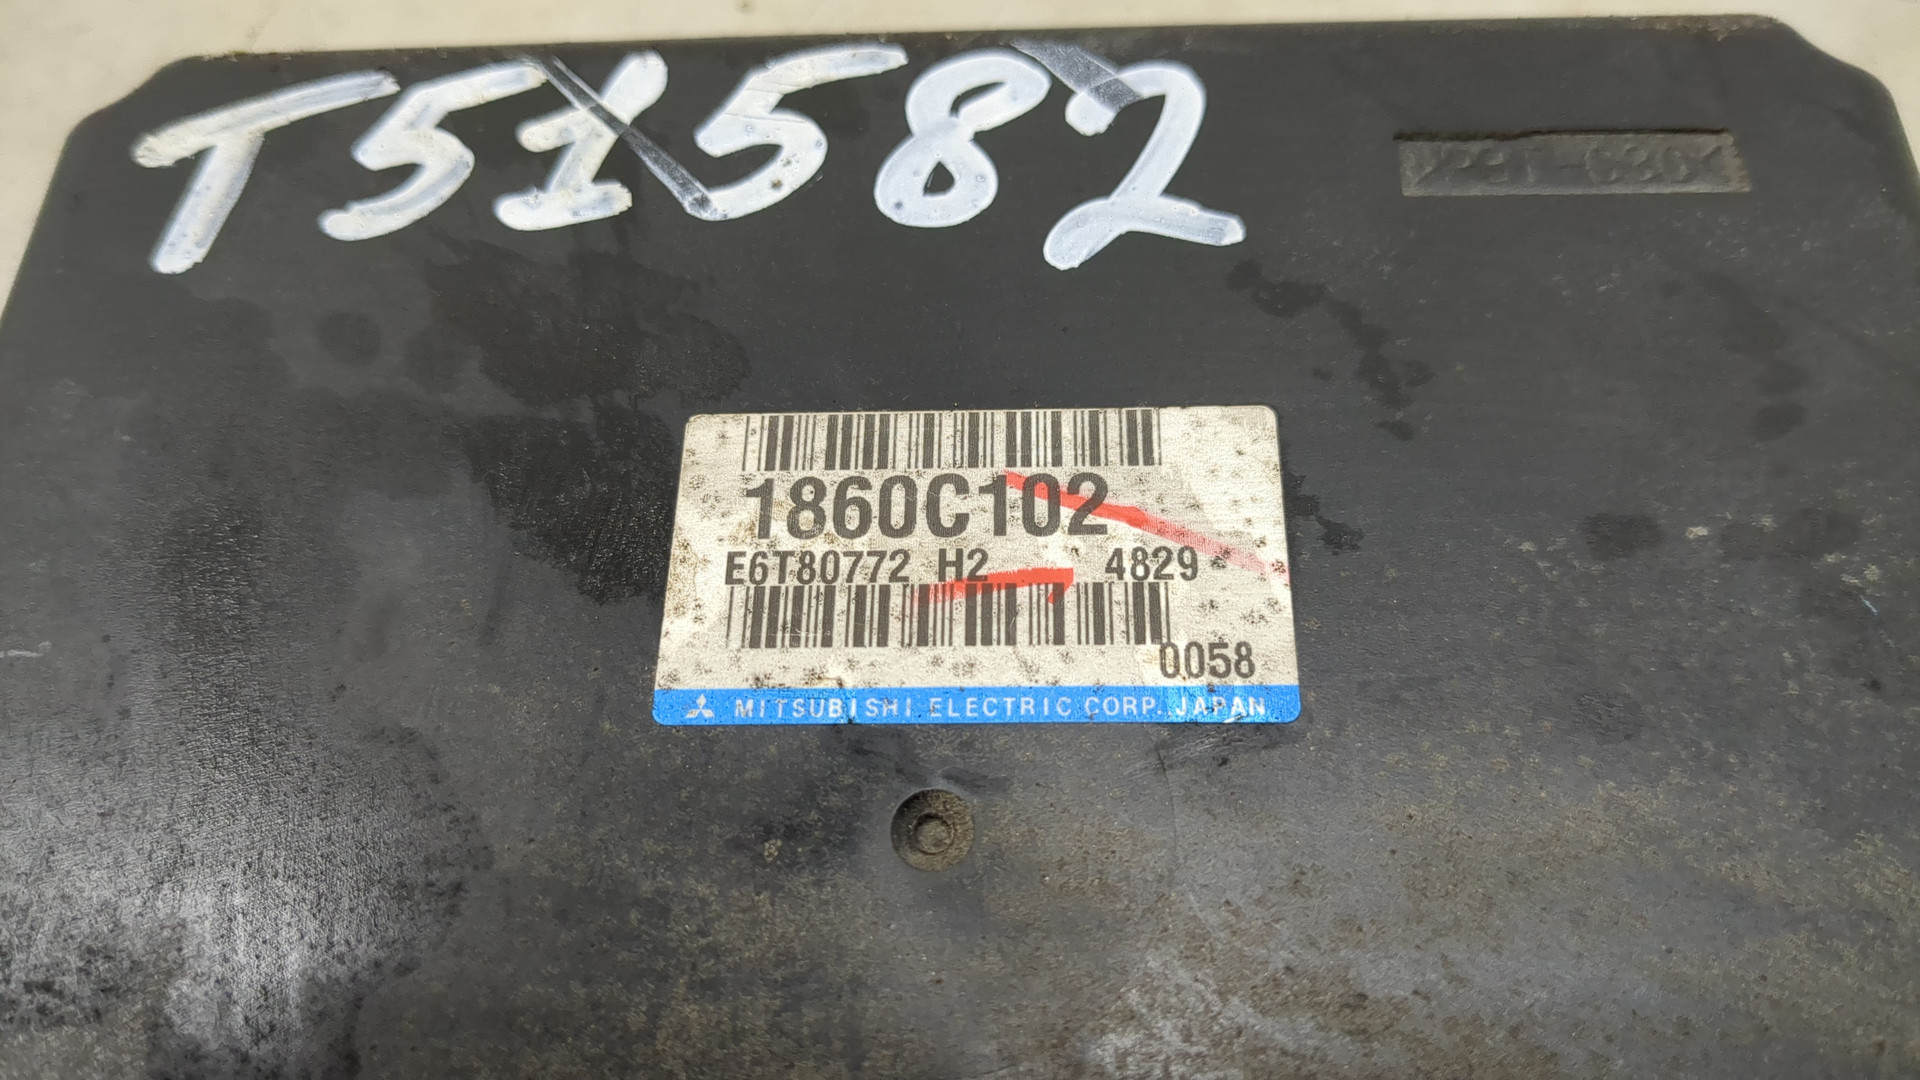 T51582
1860C102
E6T80772 H2 4829
0058
MITSUBISHI ELECTRIC CORP. JAPAN